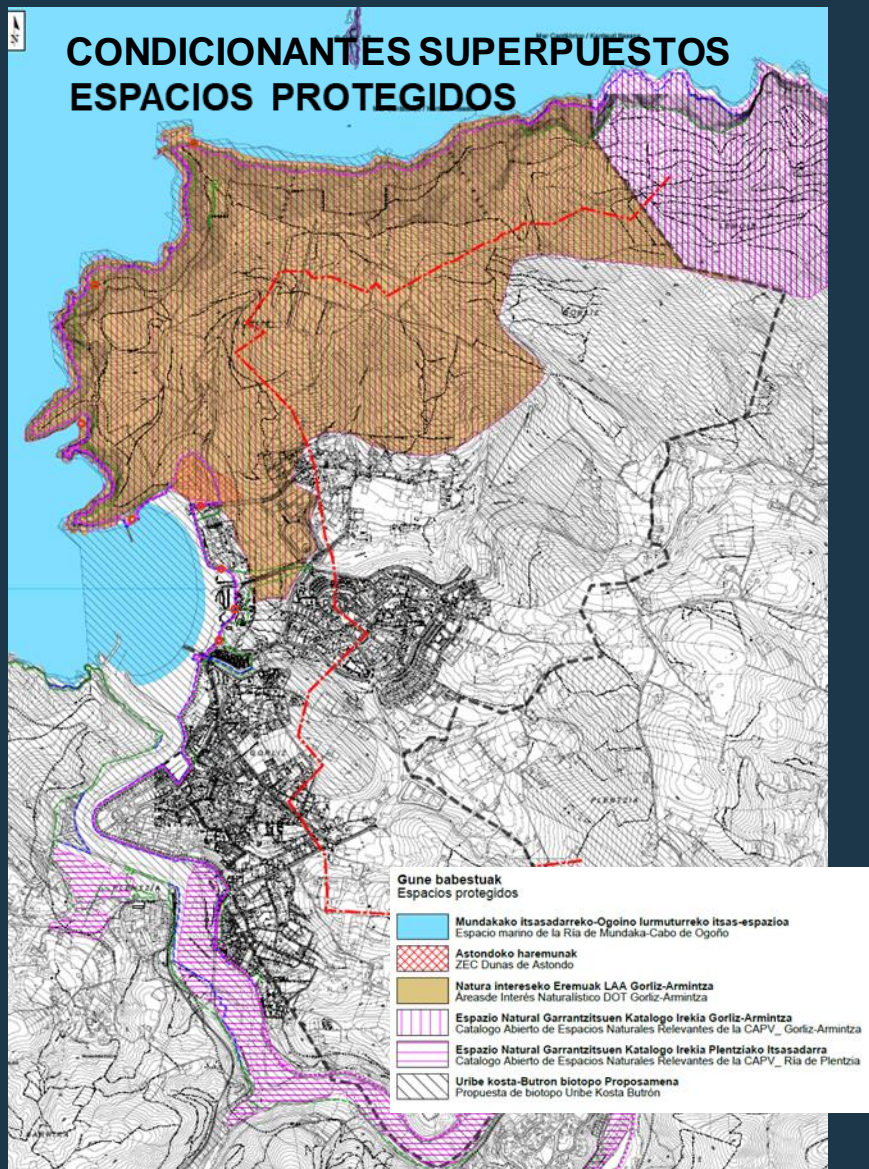 CONDICIONANTES SUPERPUESTOS
ESPACIOS PROTEGIDOS
GORLIZ
GORLIZ
PLENTZIA
PLENTZIA
Gune babestuak
Espacios protegidos
Mundakako itsasadarreko-Ogoino lurmuturreko itsas-espazioa
Espacio marino de la Ría de Mundaka-Cabo de Ogoño
Astondoko haremunak
ZEC Dunas de Astondo
Natura intereseko Eremuak LAA Gorliz-Armintza
Áreasde Interés Naturalístico DOT Gorliz-Armintza
Espazio Natural Garrantzitsuen Katalogo Irekia Gorliz-Armintza
Catalogo Abierto de Espacios Naturales Relevantes de la CAPV_ Gorliz-Armintza
Espazio Natural Garrantzitsuen Katalogo Irekia Plentziako Itsasadarra
Catalogo Abierto de Espacios Naturales Relevantes de la CAPV_ Ría de Plentzia
Uribe kosta-Butron biotopo Proposamena
Propuesta de biotopo Uribe Kosta Butrón